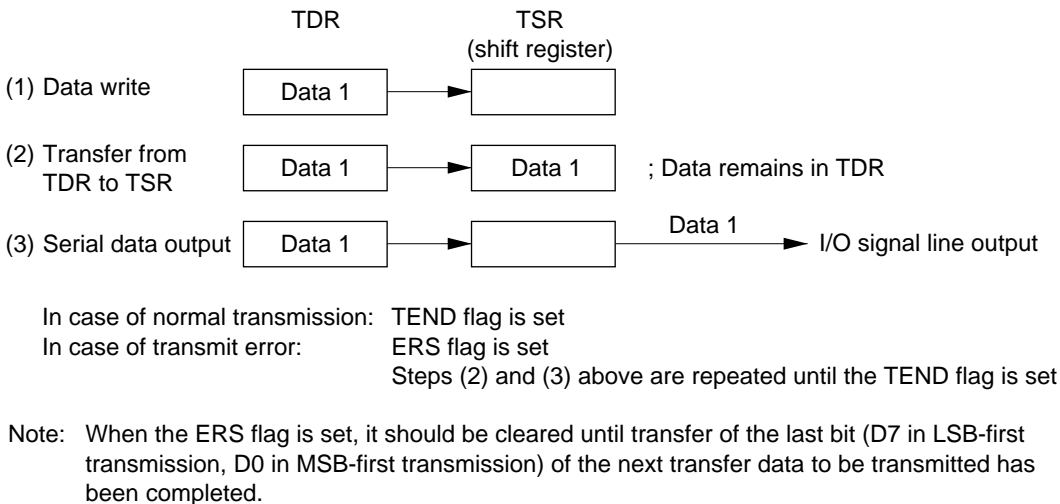 TDR TSR
(shift register)
(1) Data write Data 1
(2) Transfer from
TDR to TSR Data 1 Data 1 ; Data remains in TDR
(3) Serial data output Data 1 Data 1 I/O signal line output
In case of normal transmission: TEND flag is set
In case of transmit error: ERS flag is set
Steps (2) and (3) above are repeated until the TEND flag is set
Note: When the ERS flag is set, it should be cleared until transfer of the last bit (D7 in LSB-first
transmission, D0 in MSB-first transmission) of the next transfer data to be transmitted has
been completed.